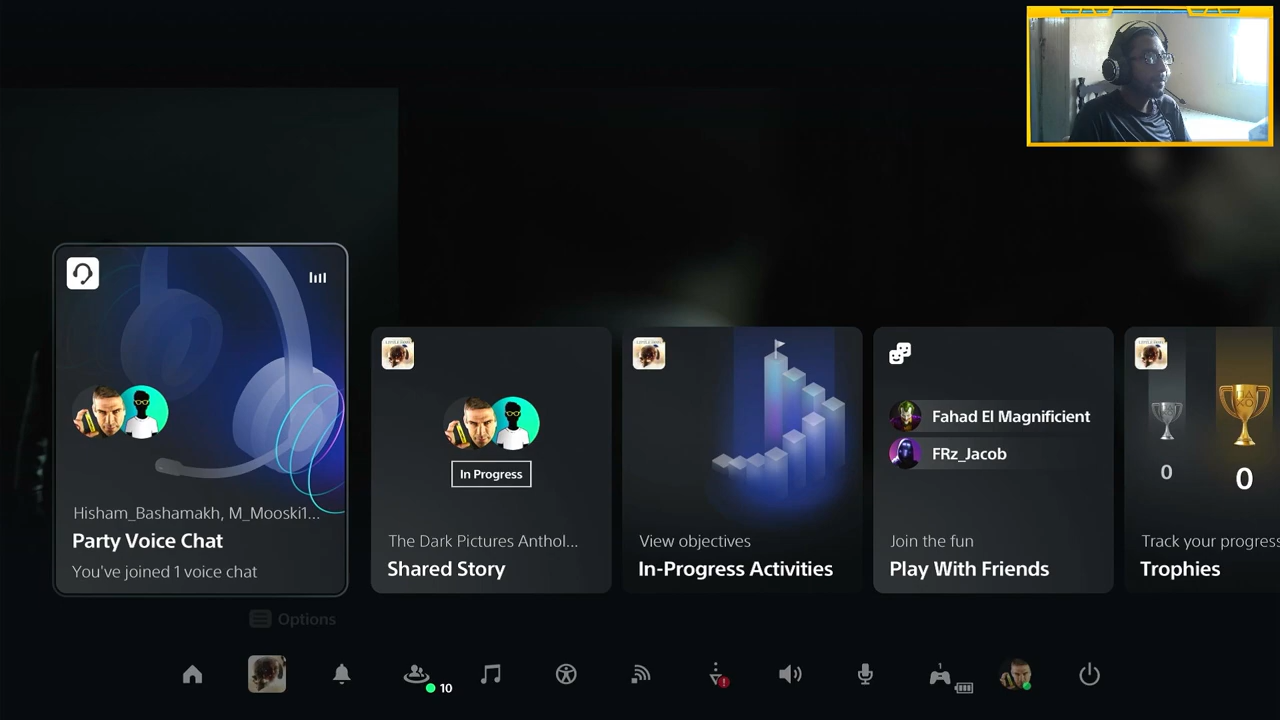 Hisham_Bashamakh, M_Mooski1...
Party Voice Chat
You've joined 1 voice chat
Options
In Progress
The Dark Pictures Anthol...
Shared Story
View objectives
In-Progress Activities
Fahad El Magnificient
FRz_Jacob
Join the fun
Play With Friends
0
0
Track your progress
Trophies
10
1